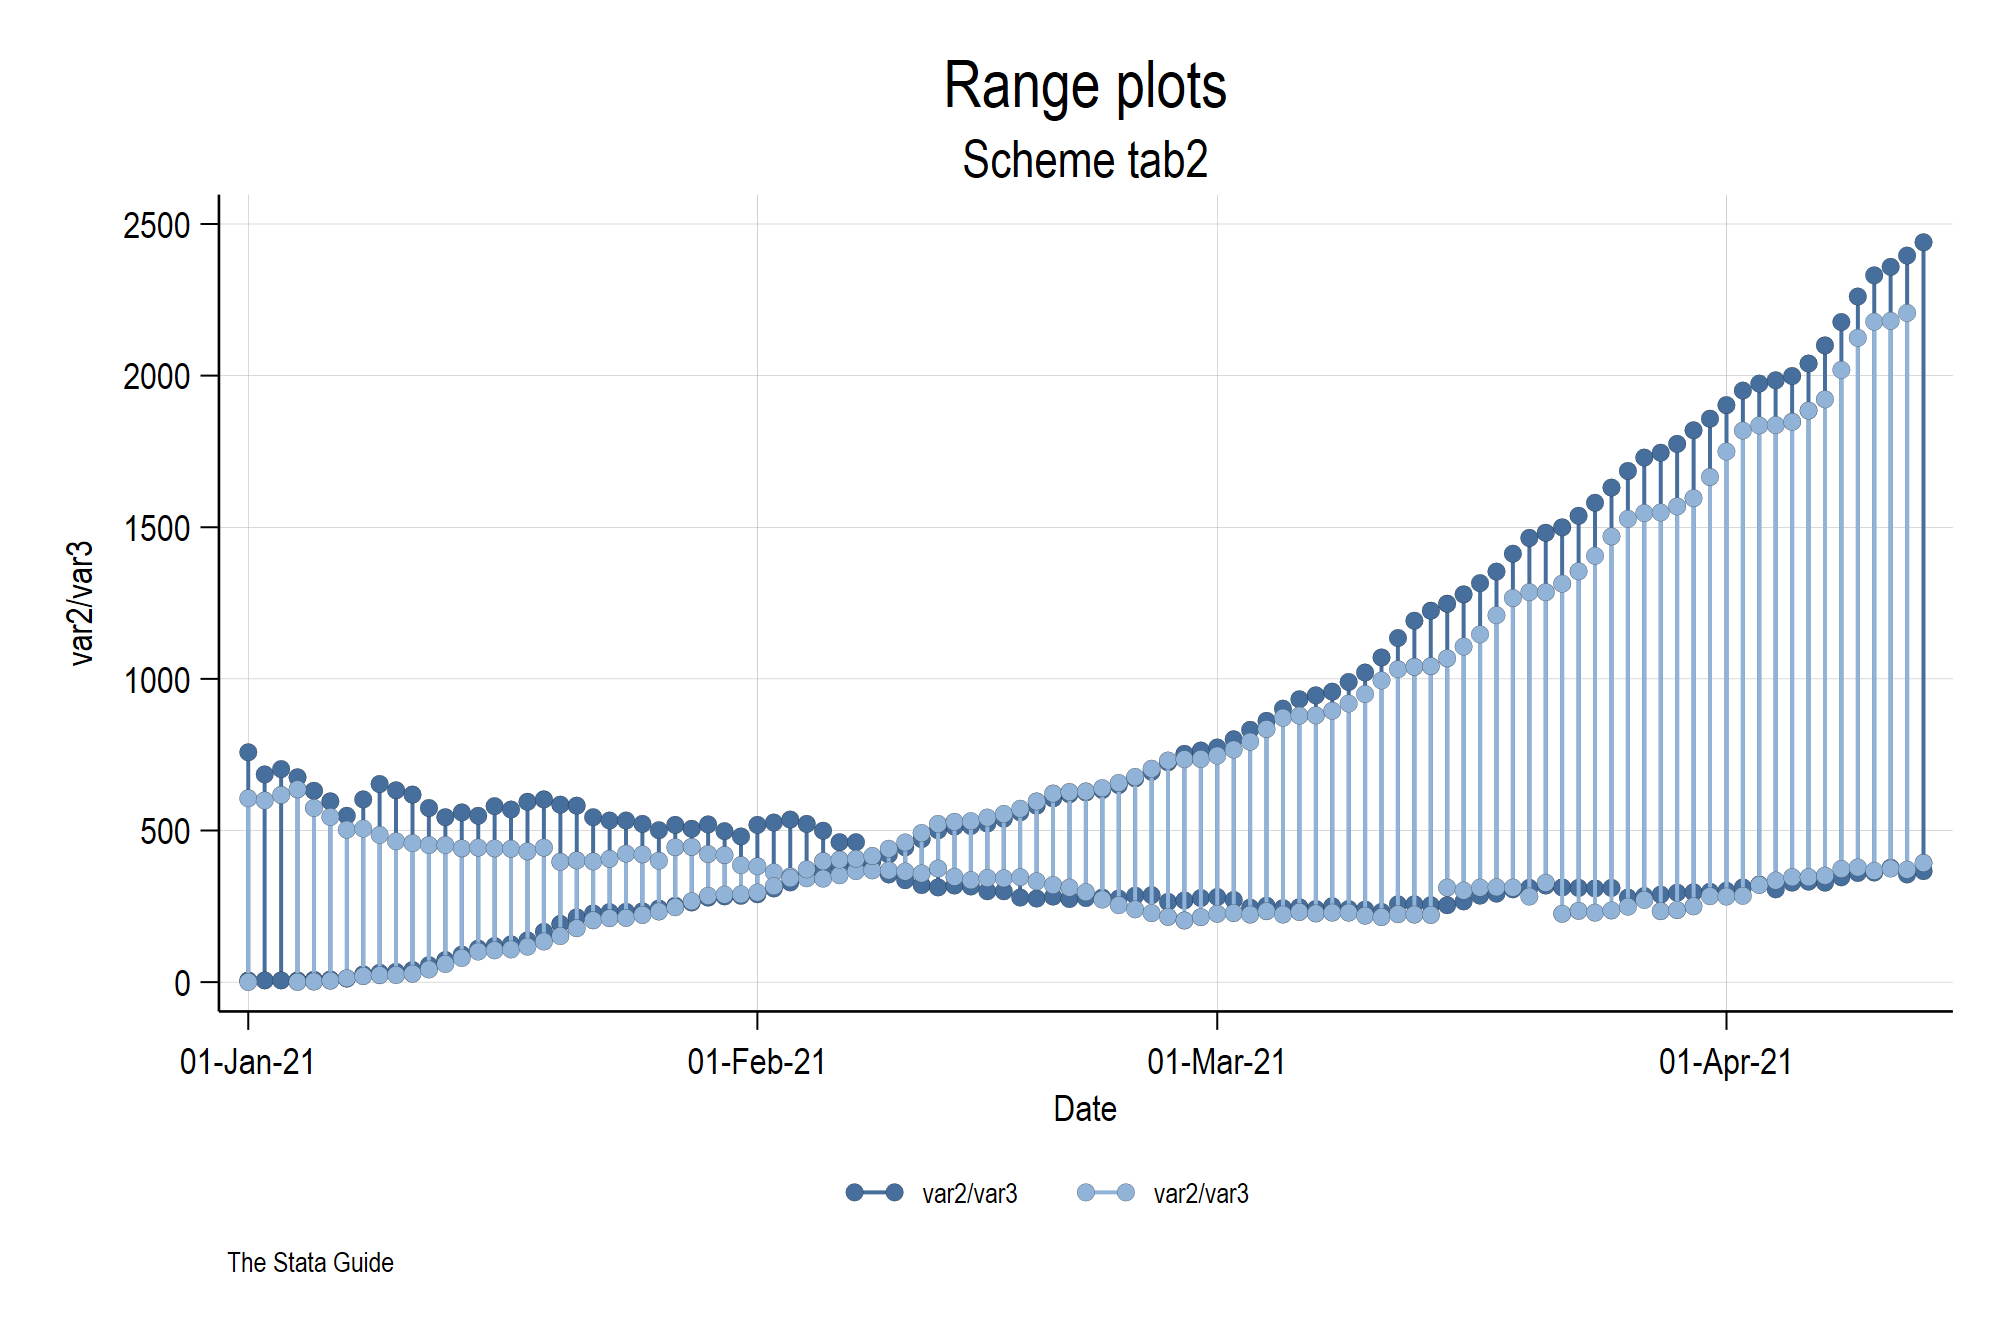 Range plots
Scheme tab2
2500
2000
1500
1000
500
0
var2/var3
01-Jan-21 01-Feb-21 01-Mar-21 01-Apr-21
Date
var2/var3 var2/var3
The Stata Guide